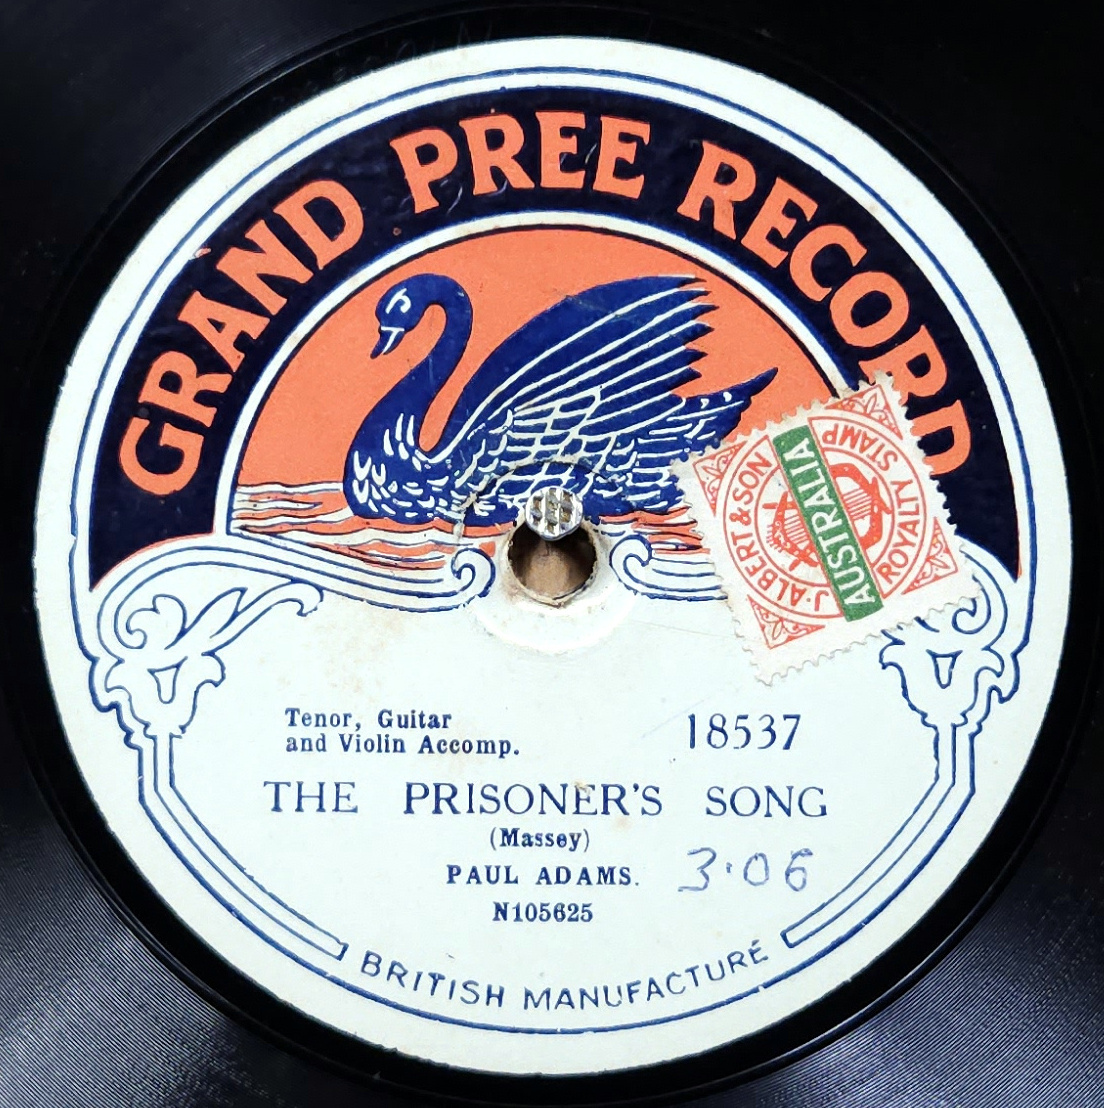 GRAND PREE RECORD
J. ALBERT & SON
AUSTRALIA
ROYALTY STAMP
Tenor, Guitar
and Violin Accomp.
18537
THE PRISONER'S SONG
(Massey)
PAUL ADAMS.
3.06
N105625
BRITISH MANUFACTURE